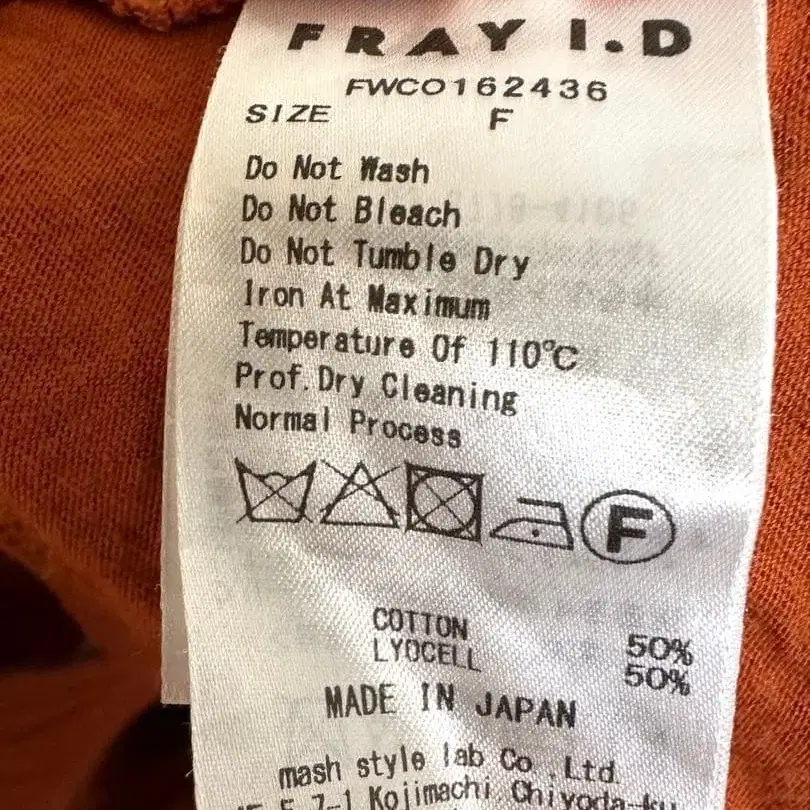 FRAY I.D
FWCO162436
SIZE F
Do Not Wash
Do Not Bleach
Do Not Tumble Dry
Iron At Maximum
Temperature Of 110℃
Prof.Dry Cleaning
Normal Process
F
COTTON 50%
LYOCELL 50%
MADE IN JAPAN
mash style lab Co.,Ltd.
7-1 Kojimachi, Chiyoda-ku